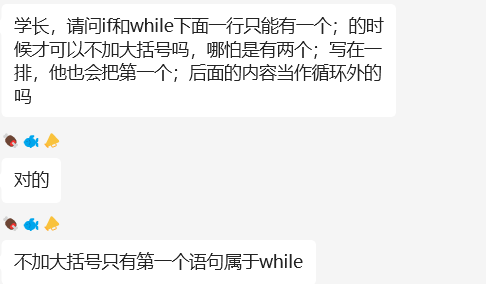 学长，请问if和while下面一行只能有一个；的时
候才可以不加大括号吗，哪怕是有两个；写在一
排，他也会把第一个；后面的内容当作循环外的
吗
对的
不加大括号只有第一个语句属于while